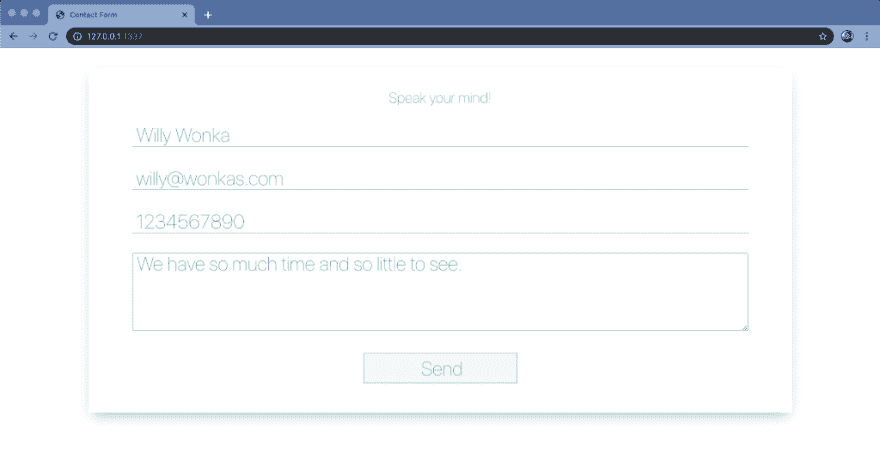 Contact Form
127.0.0.1:1337
Speak your mind!
Willy Wonka
willy@wonkas.com
1234567890
We have so much time and so little to see.
Send